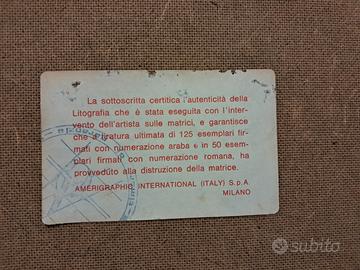 La sottoscritta certifica l'autenticità della
Litografia che è stata eseguita con l'inter-
vento dell'artista sulle matrici, e garantisce
che a tiratura ultimata di 125 esemplari fir-
mati con numerazione araba e in 50 esem-
plari firmati con numerazione romana, ha
provveduto alla distruzione della matrice.
AMERIGRAPHIC INTERNATIONAL (ITALY) S.p.A.
MILANO
subito